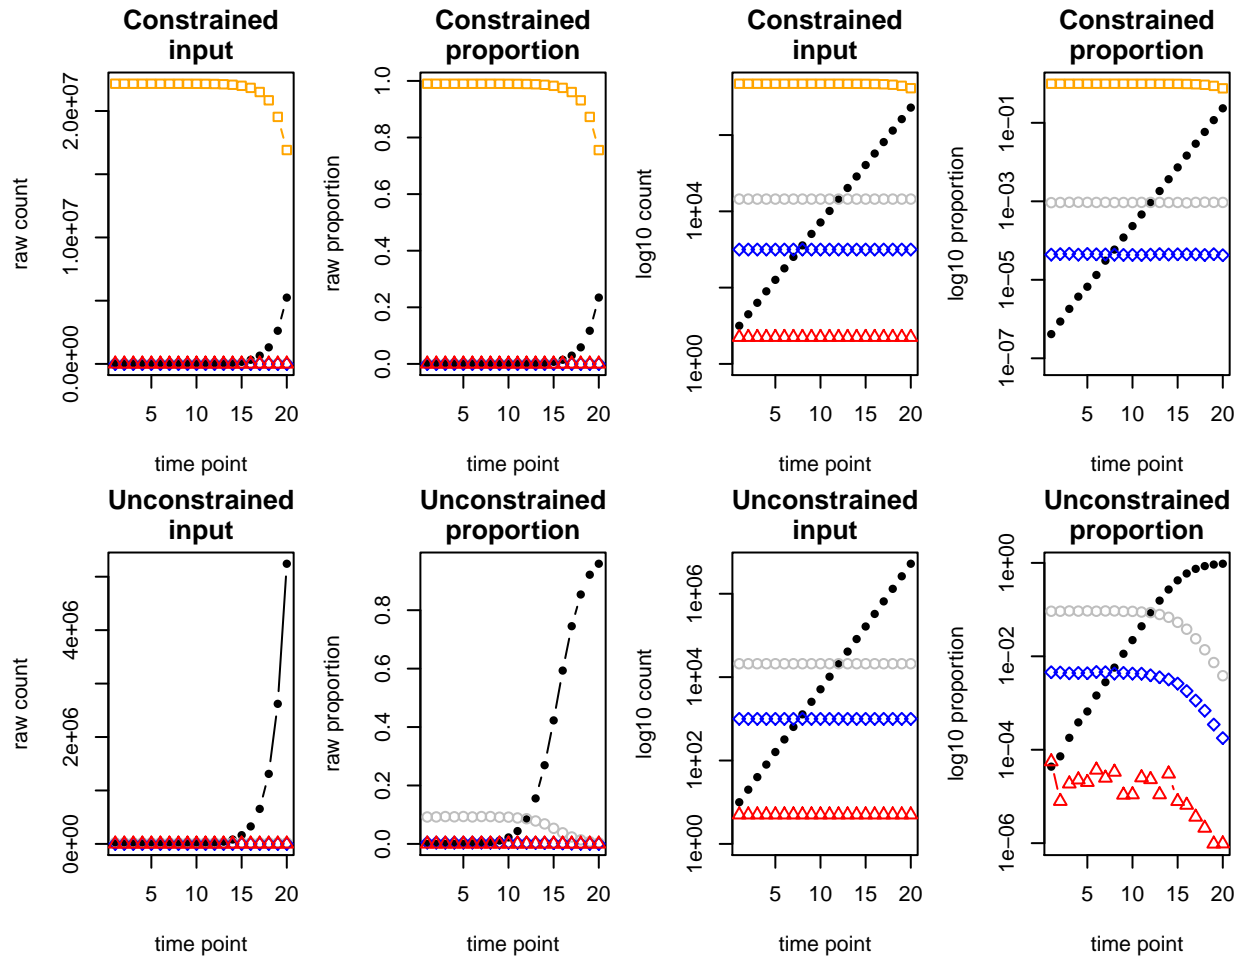 Constrained
input
raw count
0.0e+00 1.0e+07 2.0e+07
5 10 15 20
time point
Constrained
proportion
raw proportion
0.0 0.2 0.4 0.6 0.8 1.0
5 10 15 20
time point
Constrained
input
log10 count
1e+00 1e+04
5 10 15 20
time point
Constrained
proportion
log10 proportion
1e-07 1e-05 1e-03 1e-01
5 10 15 20
time point
Unconstrained
input
raw count
0e+00 2e+06 4e+06
5 10 15 20
time point
Unconstrained
proportion
raw proportion
0.0 0.2 0.4 0.6 0.8
5 10 15 20
time point
Unconstrained
input
log10 count
1e+00 1e+02 1e+04 1e+06
5 10 15 20
time point
Unconstrained
proportion
log10 proportion
1e-06 1e-04 1e-02 1e+00
5 10 15 20
time point